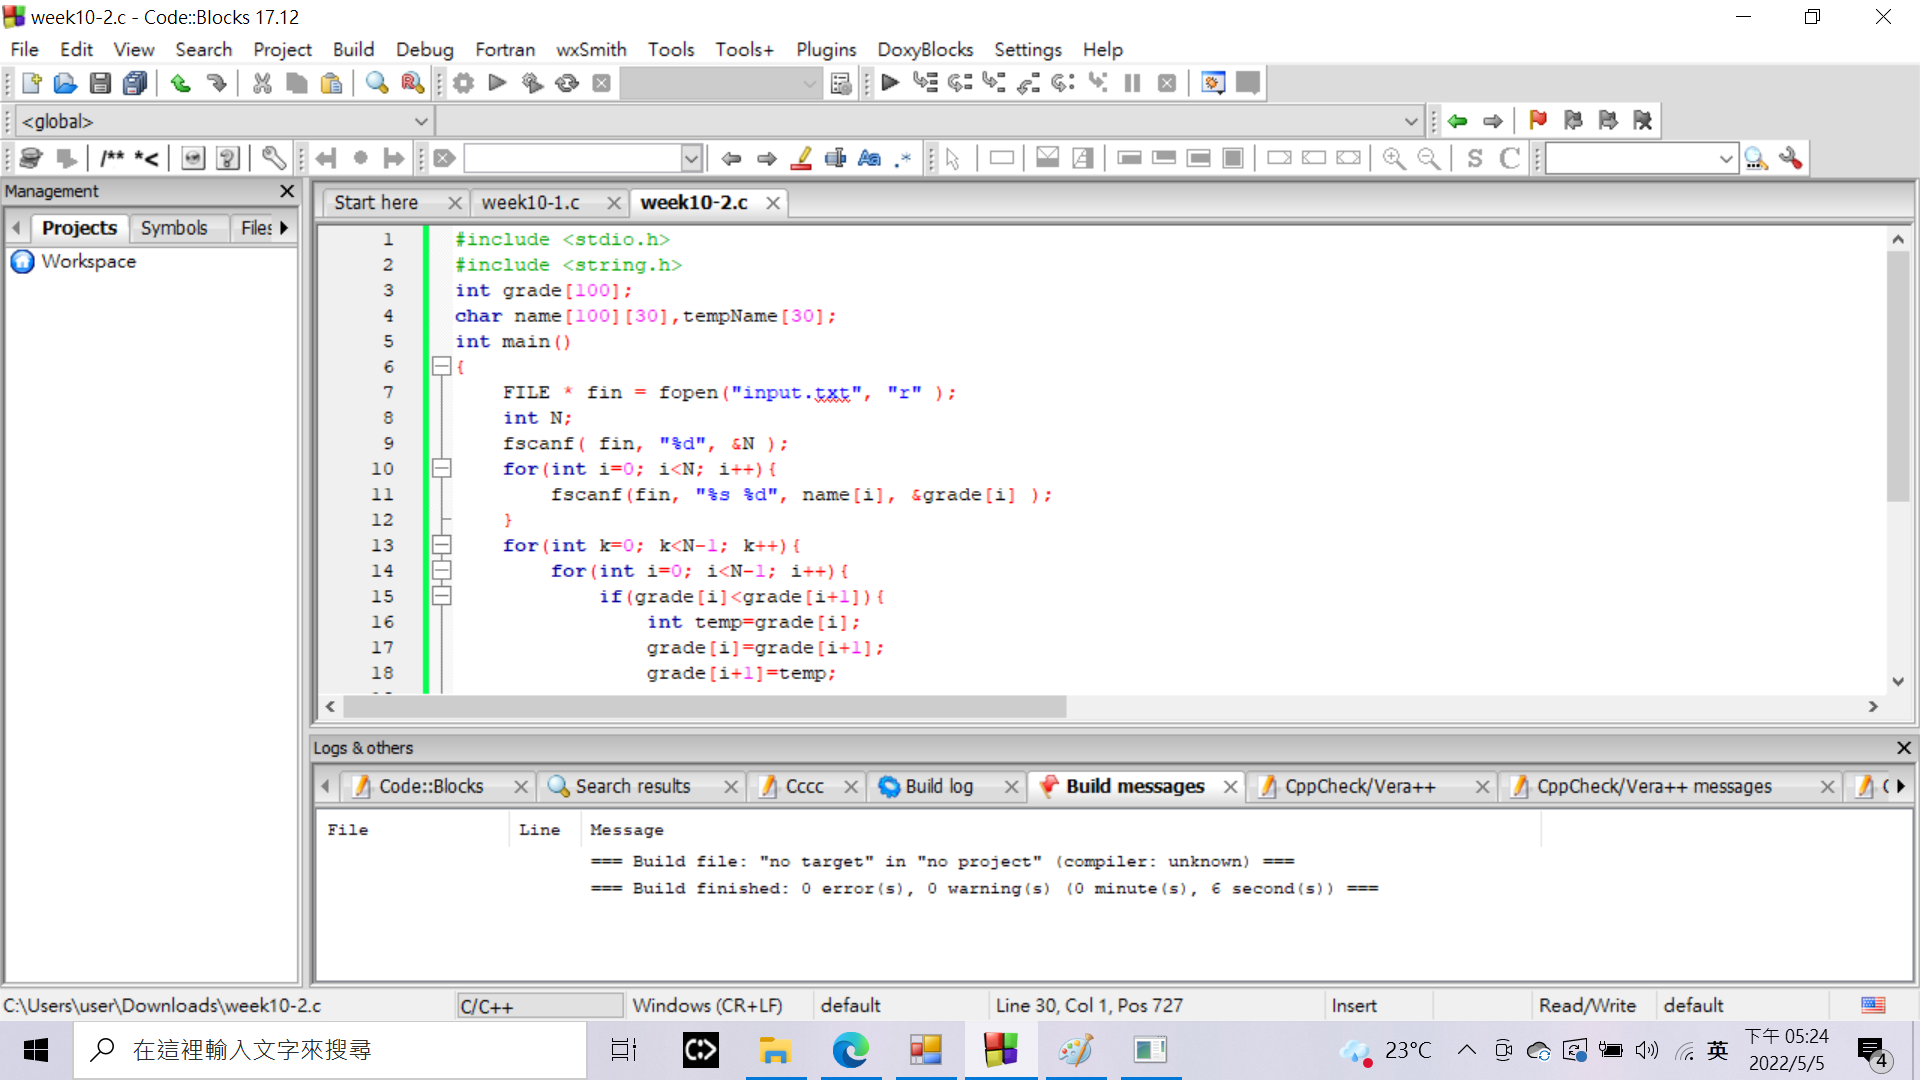 week10-2.c - Code::Blocks 17.12
File Edit View Search Project Build Debug Fortran wxSmith Tools Tools+ Plugins DoxyBlocks Settings Help
<global>
/** *<
Aa .*
S C
Management
Projects Symbols Files
Workspace
Start here week10-1.c week10-2.c
1 #include <stdio.h>
2 #include <string.h>
3 int grade[100];
4 char name[100][30],tempName[30];
5 int main()
6 {
7 FILE * fin = fopen("input.txt", "r" );
8 int N;
9 fscanf( fin, "%d", &N );
10 for(int i=0; i<N; i++){
11 fscanf(fin, "%s %d", name[i], &grade[i] );
12 }
13 for(int k=0; k<N-1; k++){
14 for(int i=0; i<N-1; i++){
15 if(grade[i]<grade[i+1]){
16 int temp=grade[i];
17 grade[i]=grade[i+1];
18 grade[i+1]=temp;
Logs & others
Code::Blocks Search results Cccc Build log Build messages CppCheck/Vera++ CppCheck/Vera++ messages
File Line Message
=== Build file: "no target" in "no project" (compiler: unknown) ===
=== Build finished: 0 error(s), 0 warning(s) (0 minute(s), 6 second(s)) ===
C:\Users\user\Downloads\week10-2.c C/C++ Windows (CR+LF) default Line 30, Col 1, Pos 727 Insert Read/Write default
在這裡輸入文字來搜尋
23°C 英 下午 05:24
2022/5/5
4